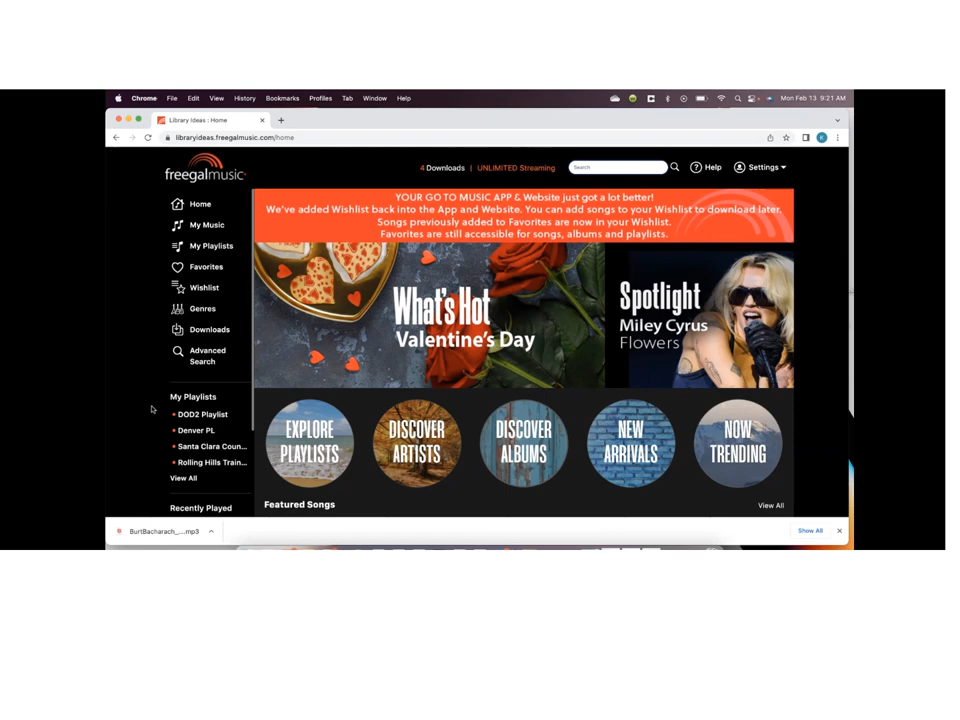 Chrome File Edit View History Bookmarks Profiles Tab Window Help Mon Feb 13 9:21 AM
Library Ideas : Home
libraryideas.freegalmusic.com/home
freegalmusic
4 Downloads | UNLIMITED Streaming Search Help Settings
Home
My Music
My Playlists
Favorites
Wishlist
Genres
Downloads
Advanced
Search
My Playlists
DOD2 Playlist
Denver PL
Santa Clara Coun...
Rolling Hills Train...
View All
Recently Played
YOUR GO TO MUSIC APP & Website just got a lot better!
We've added Wishlist back into the App and Website. You can add songs to your Wishlist to download later.
Songs previously added to Favorites are now in your Wishlist.
Favorites are still accessible for songs, albums and playlists.
What's Hot
Valentine's Day
Spotlight
Miley Cyrus
Flowers
EXPLORE
PLAYLISTS
DISCOVER
ARTISTS
DISCOVER
ALBUMS
NEW
ARRIVALS
NOW
TRENDING
Featured Songs View All
BurtBacharach_....mp3 Show All